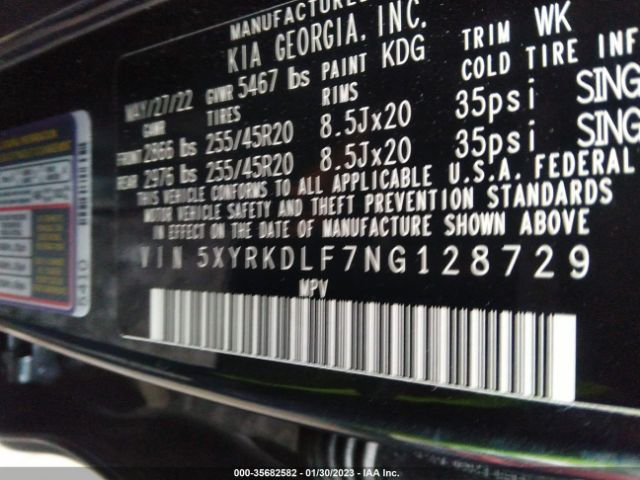 MANUFACTURED
KIA GEORGIA, INC.
MAY/27/22 GVWR 5467 lbs PAINT KDG TRIM WK
GAWR TIRES RIMS COLD TIRE INF
FRONT 2866 lbs 255/45R20 8.5Jx20 35psi SING
REAR 2976 lbs 255/45R20 8.5Jx20 35psi SING
THIS VEHICLE CONFORMS TO ALL APPLICABLE U.S.A. FEDERAL
MOTOR VEHICLE SAFETY AND THEFT PREVENTION STANDARDS
IN EFFECT ON THE DATE OF MANUFACTURE SHOWN ABOVE
VIN 5XYRKDLF7NG128729
MPV
000-35682582 - 01/30/2023 - IAA Inc.